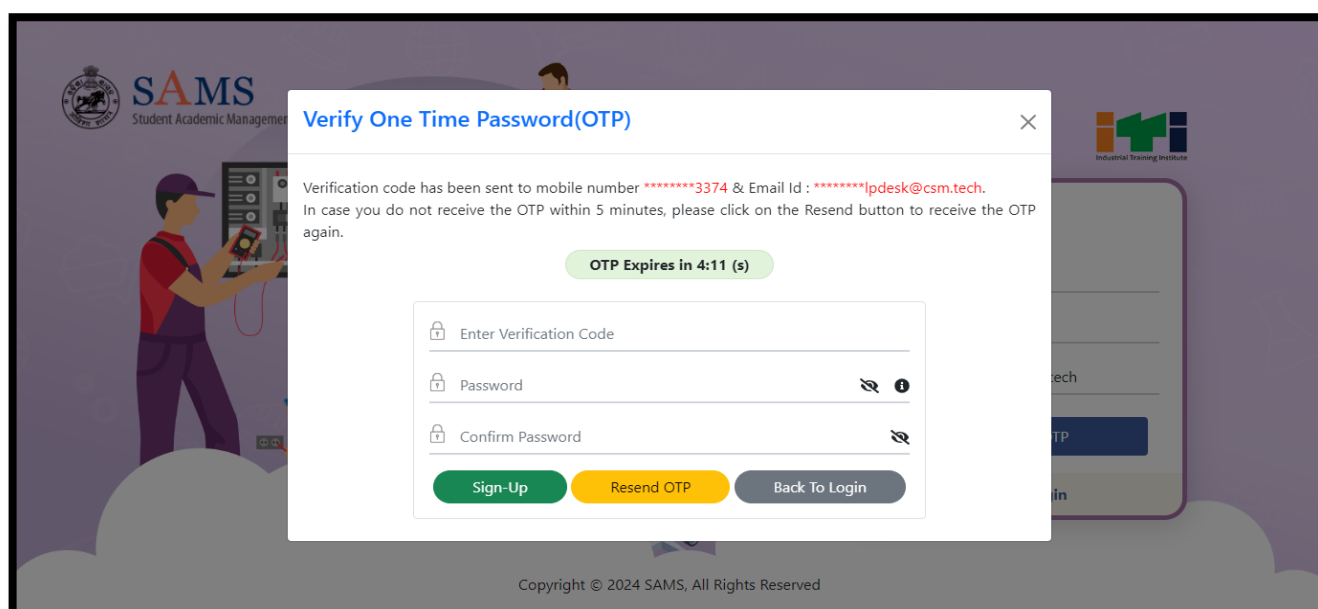 SAMS
Student Academic Managemen
Verify One Time Password(OTP)
Industrial Training Institute
Verification code has been sent to mobile number ********3374 & Email Id : ********lpdesk@csm.tech.
In case you do not receive the OTP within 5 minutes, please click on the Resend button to receive the OTP
again.
OTP Expires in 4:11 (s)
Enter Verification Code
Password
tech
Confirm Password
TP
Sign-Up
Resend OTP
Back To Login
gin
Copyright © 2024 SAMS, All Rights Reserved